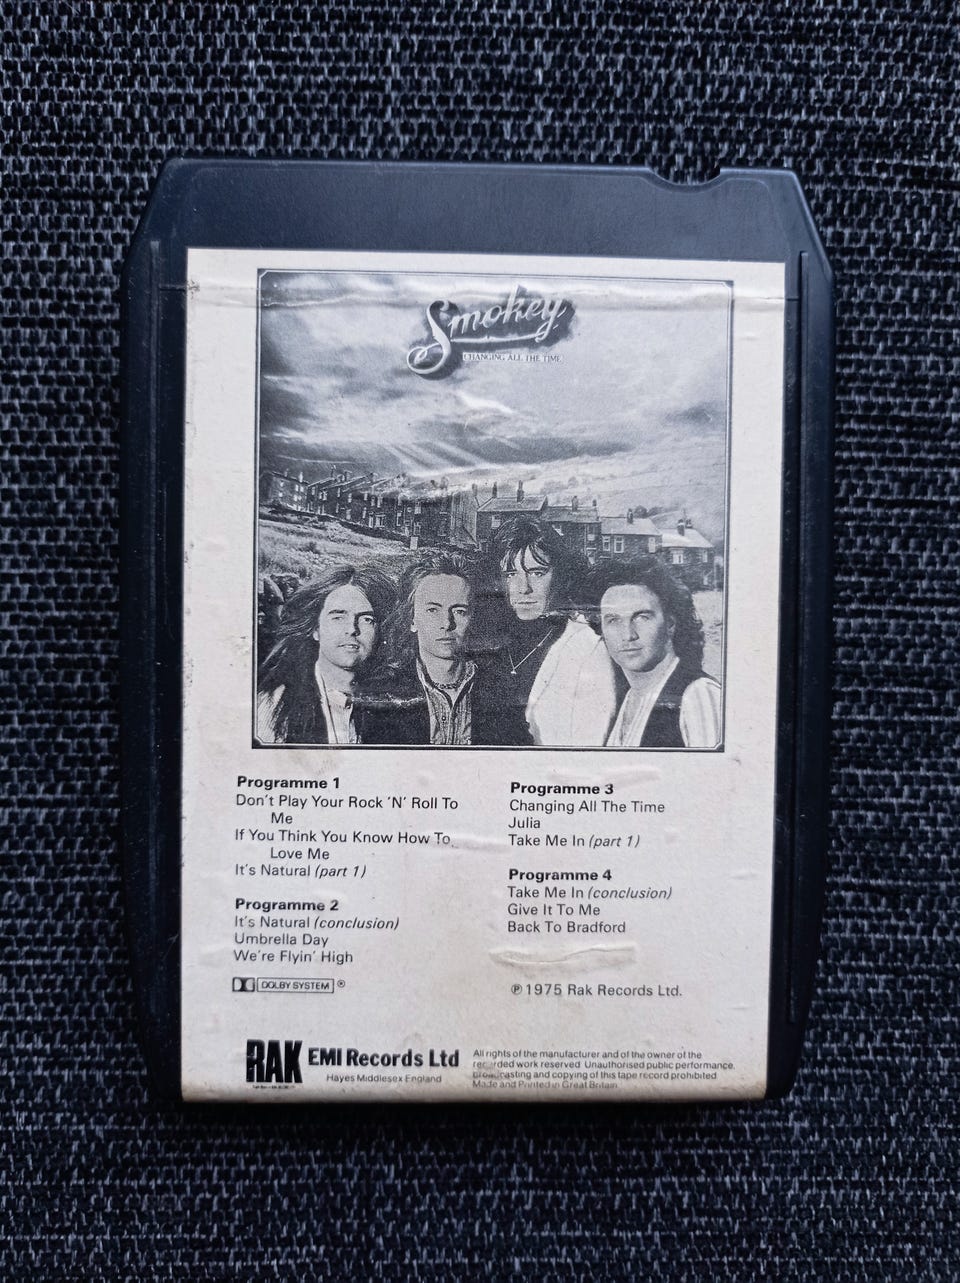 Smokey
CHANGING ALL THE TIME
Programme 1
Don't Play Your Rock 'N' Roll To
Me
If You Think You Know How To
Love Me
It's Natural (part 1)
Programme 2
It's Natural (conclusion)
Umbrella Day
We're Flyin' High
DOLBY SYSTEM ®
Programme 3
Changing All The Time
Julia
Take Me In (part 1)
Programme 4
Take Me In (conclusion)
Give It To Me
Back To Bradford
℗ 1975 Rak Records Ltd.
RAK EMI Records Ltd
Hayes Middlesex England
All rights of the manufacturer and of the owner of the
recorded work reserved Unauthorised public performance,
broadcasting and copying of this tape record prohibited
Made and Printed in Great Britain